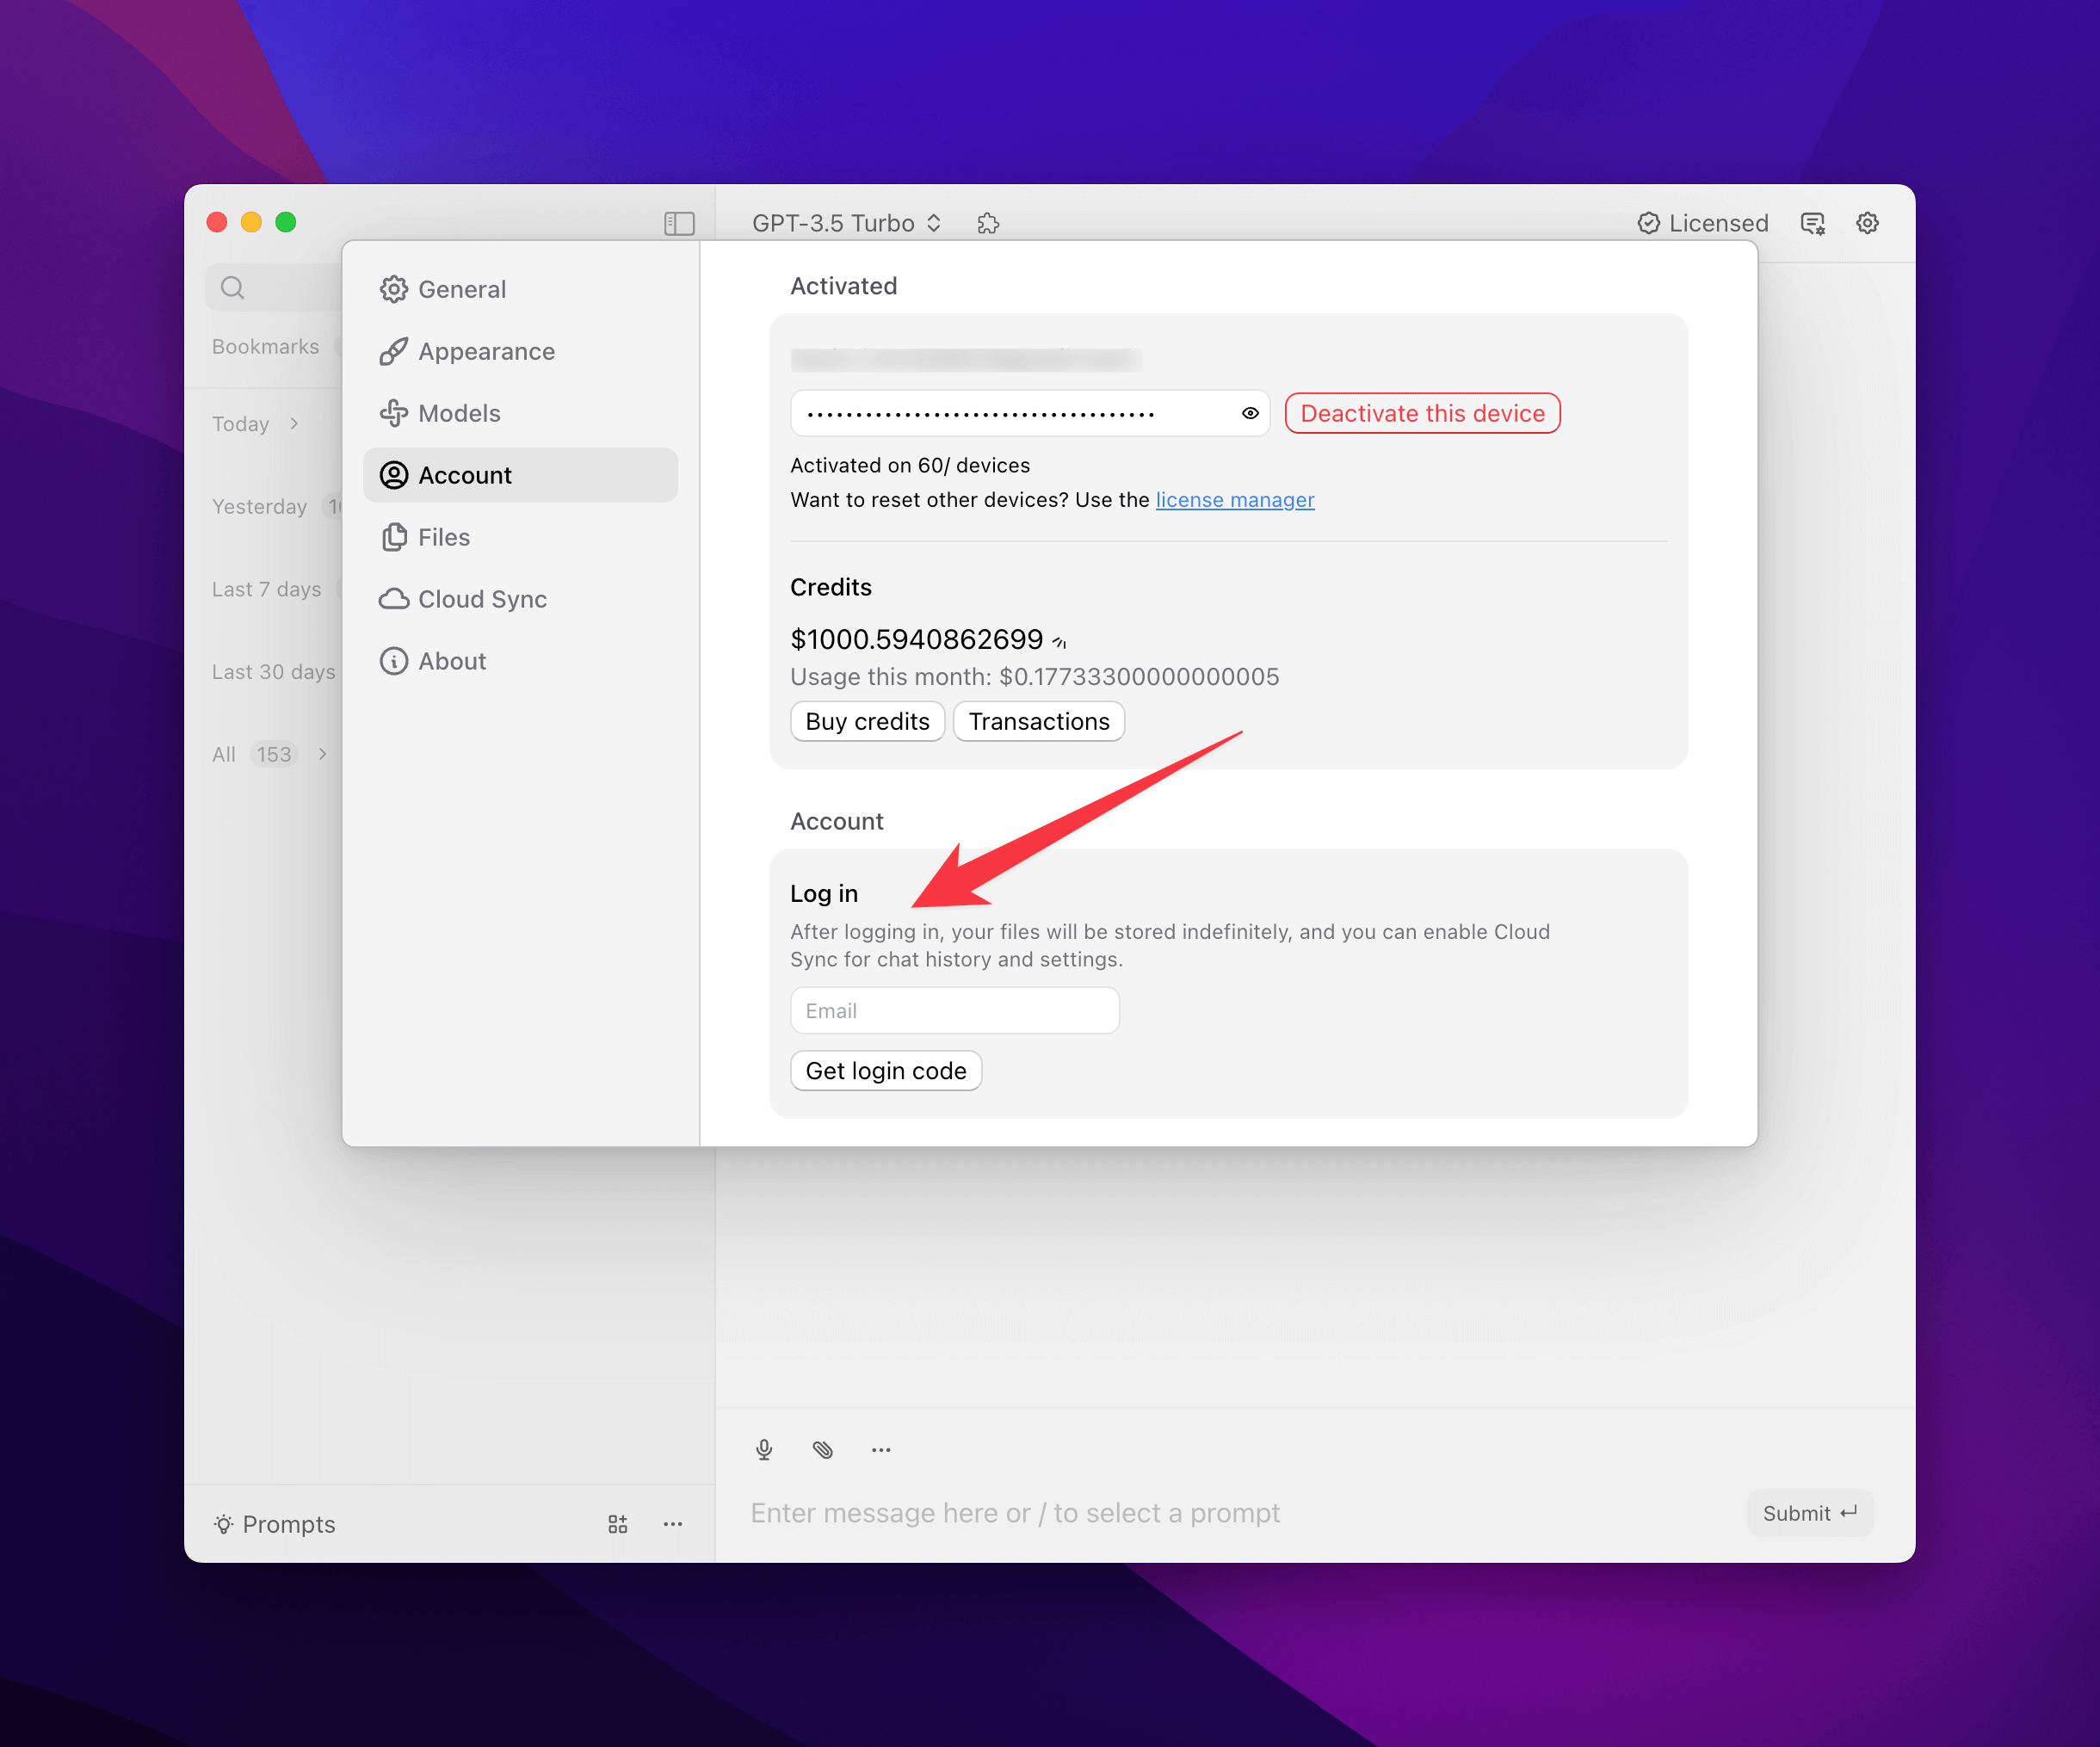 GPT-3.5 Turbo
Licensed
Bookmarks
Today
Yesterday
Last 7 days
Last 30 days
All 153
General
Appearance
Models
Account
Files
Cloud Sync
About
Activated
Deactivate this device
Activated on 60/ devices
Want to reset other devices? Use the license manager
Credits
$1000.5940862699
Usage this month: $0.17733300000000005
Buy credits
Transactions
Account
Log in
After logging in, your files will be stored indefinitely, and you can enable Cloud
Sync for chat history and settings.
Email
Get login code
Prompts
Enter message here or / to select a prompt
Submit